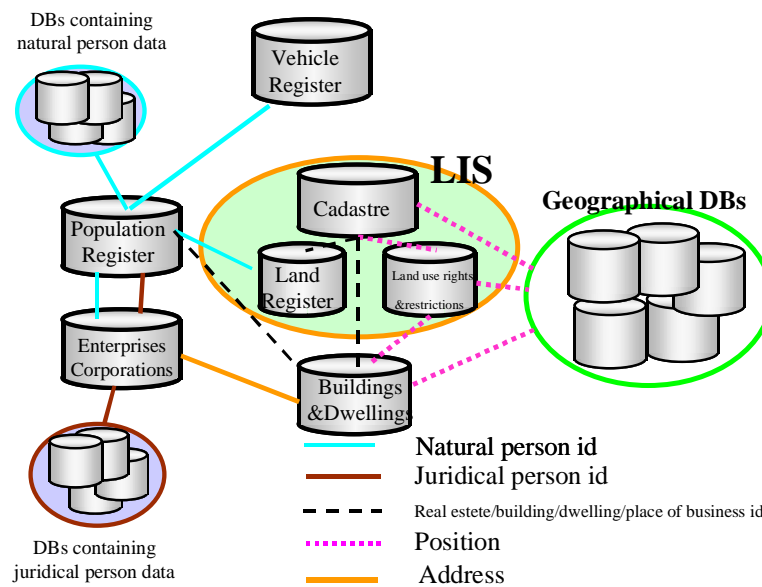 DBs containing
natural person data
Vehicle
Register
LIS
Cadastre
Geographical DBs
Population
Register
Land
Register
Land use rights
&restrictions
Enterprises
Corporations
Buildings
&Dwellings
Natural person id
Juridical person id
Real estete/building/dwelling/place of business id
Position
Address
DBs containing
juridical person data